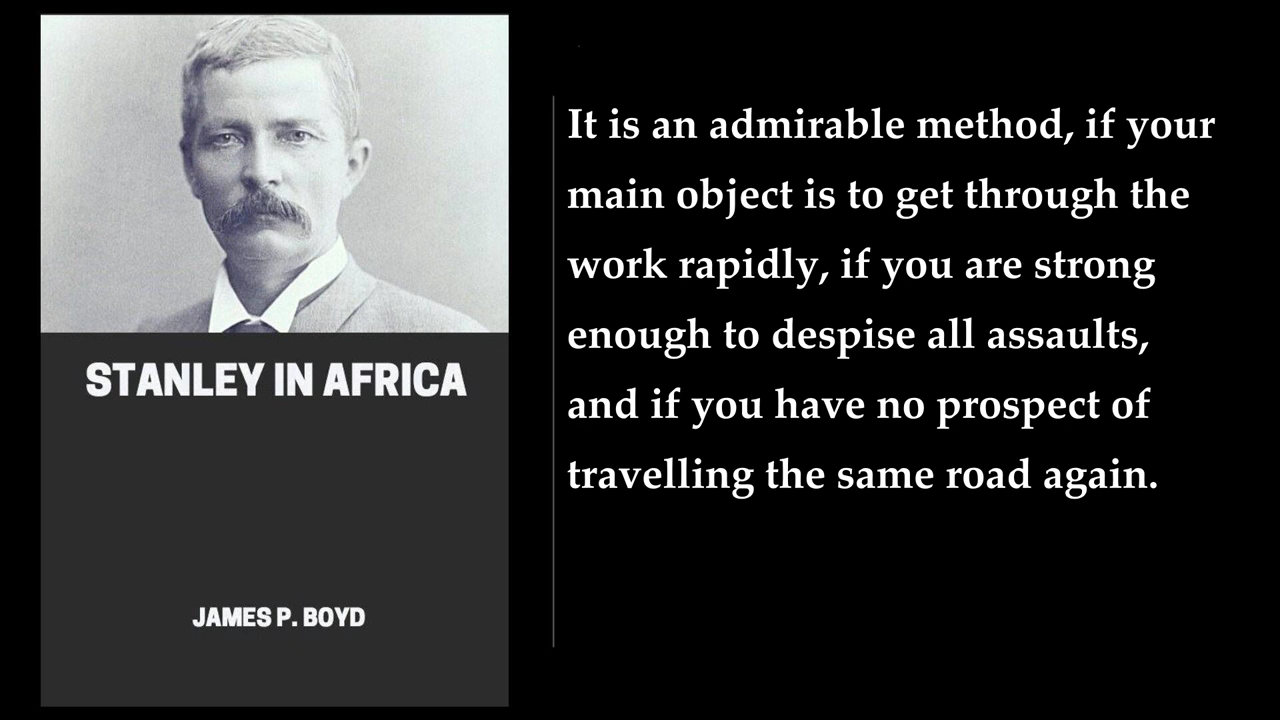 STANLEY IN AFRICA
JAMES P. BOYD
It is an admirable method, if your
main object is to get through the
work rapidly, if you are strong
enough to despise all assaults,
and if you have no prospect of
travelling the same road again.